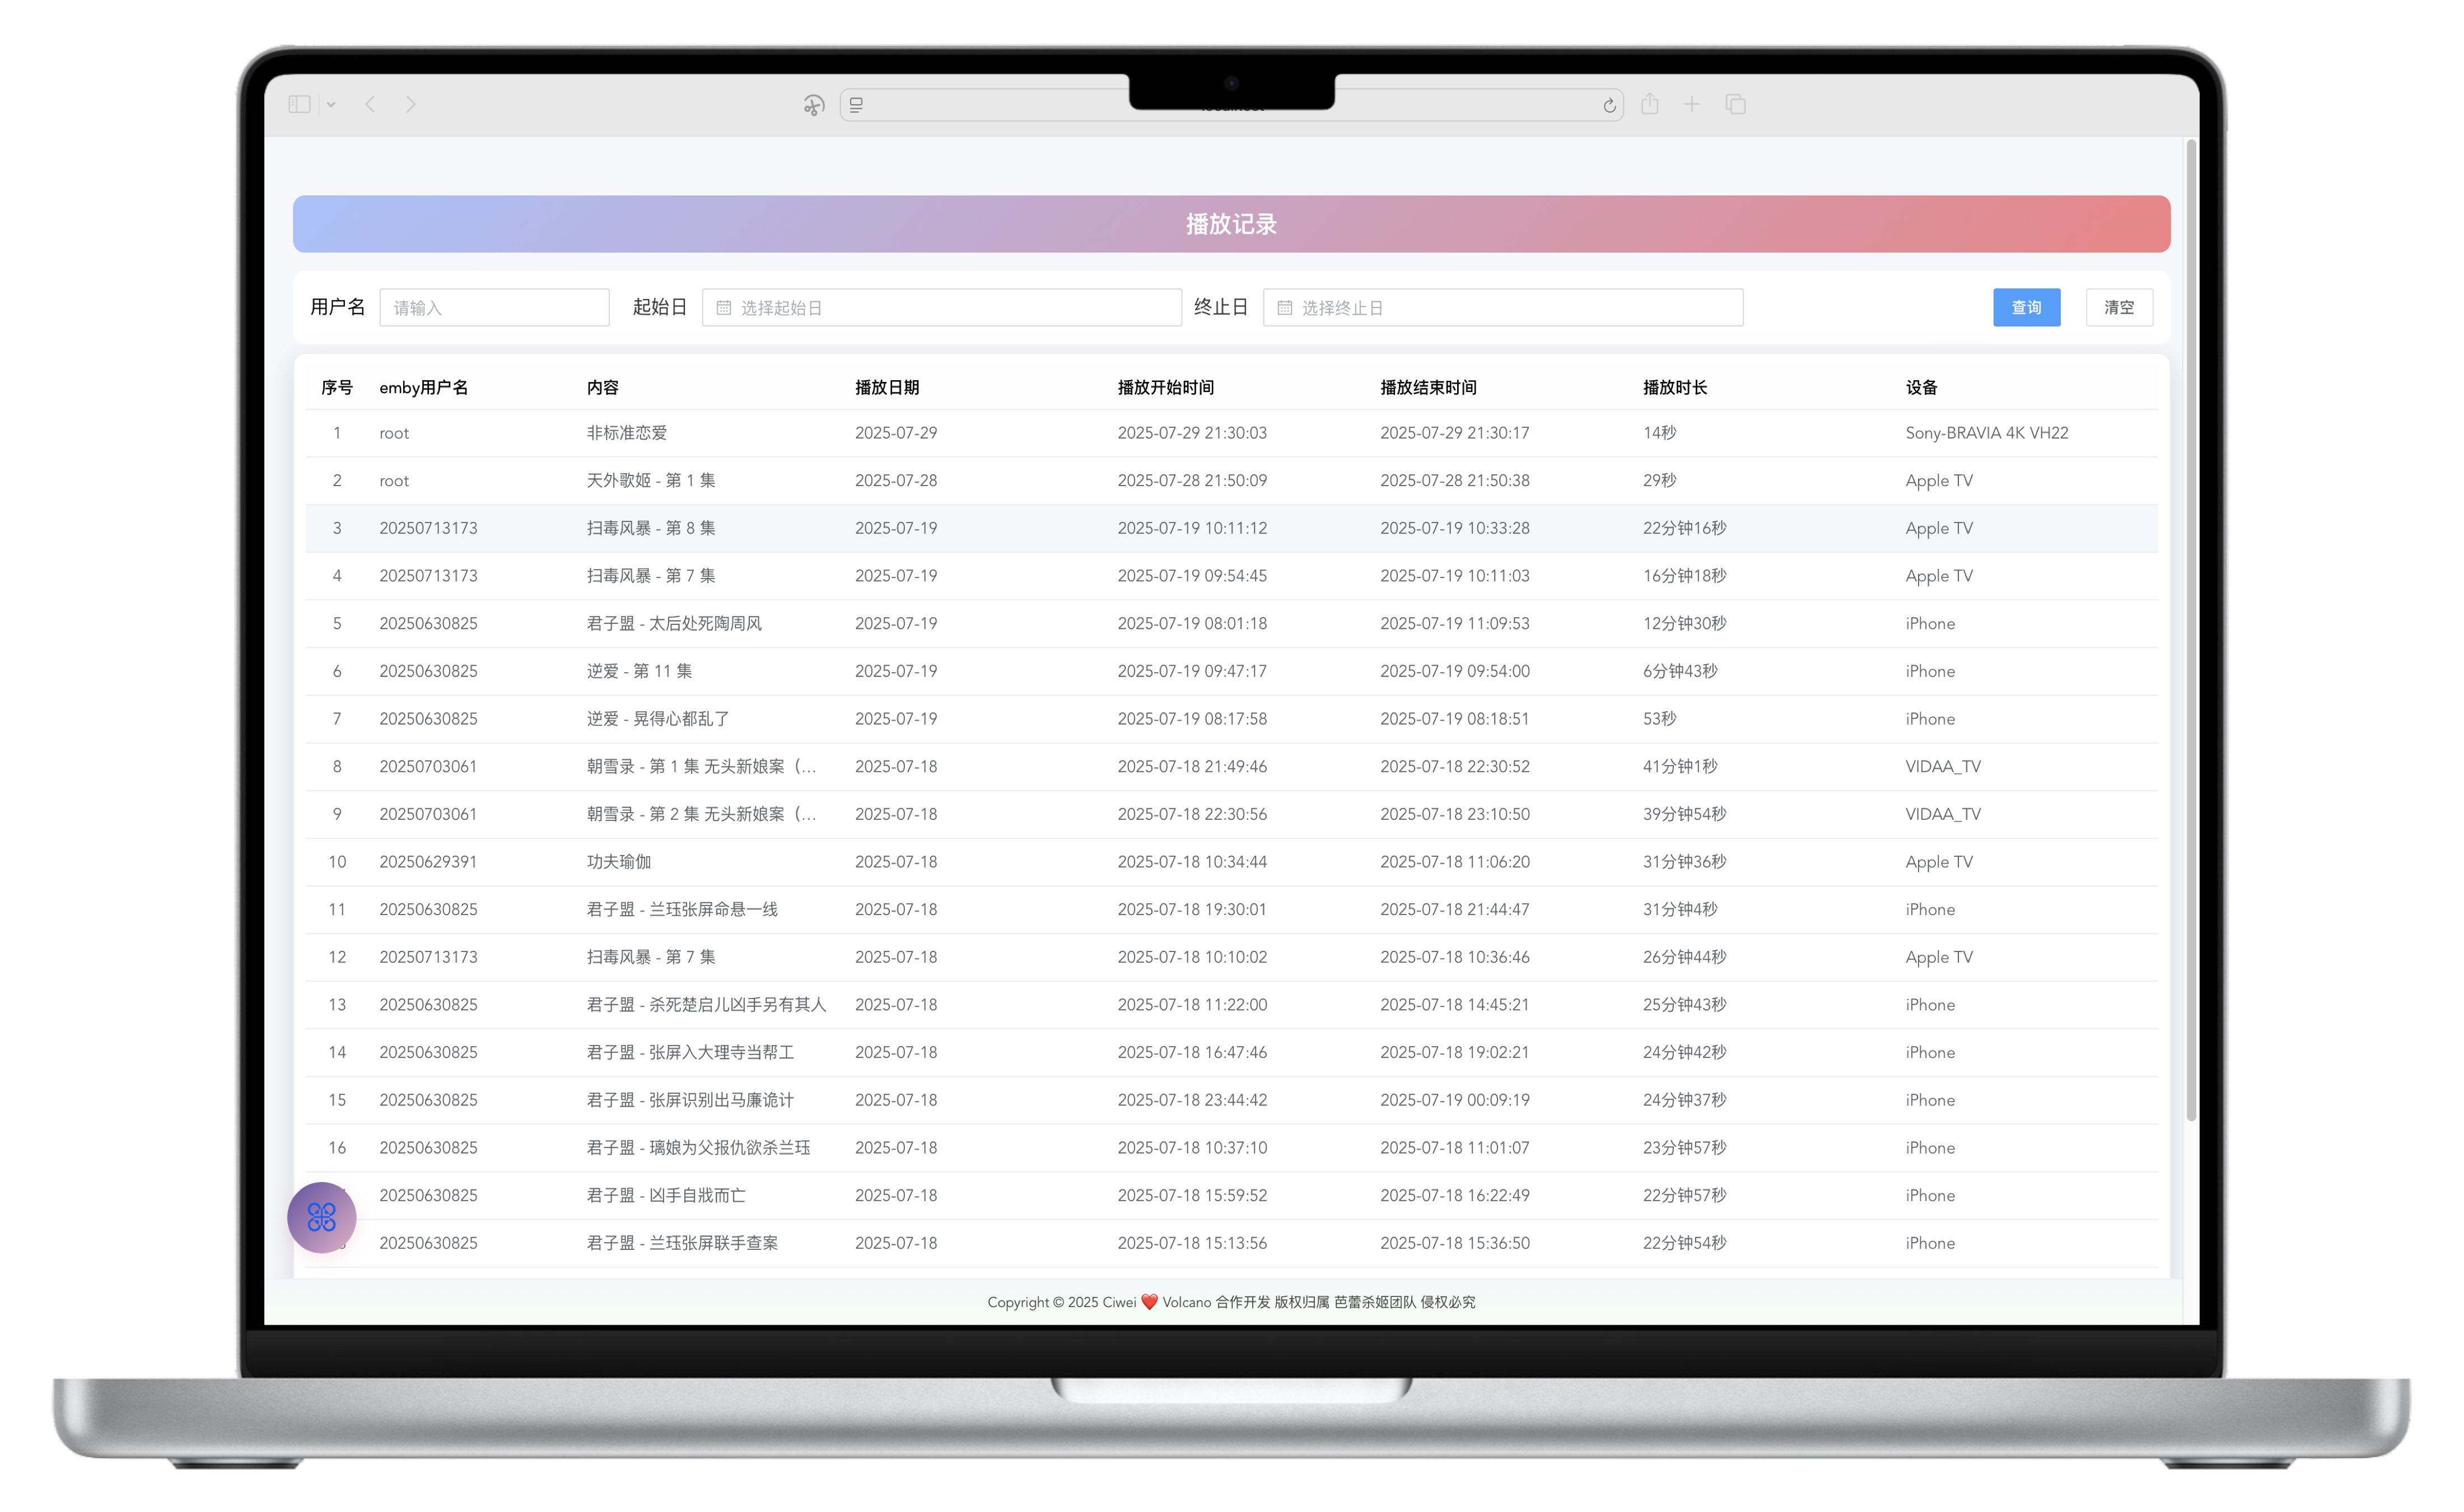 播放记录
用户名 请输入 起始日 选择起始日 终止日 选择终止日 查询 清空
序号 emby用户名 内容 播放日期 播放开始时间 播放结束时间 播放时长 设备
1 root 非标准恋爱 2025-07-29 2025-07-29 21:30:03 2025-07-29 21:30:17 14秒 Sony-BRAVIA 4K VH22
2 root 天外歌姬 - 第 1 集 2025-07-28 2025-07-28 21:50:09 2025-07-28 21:50:38 29秒 Apple TV
3 20250713173 扫毒风暴 - 第 8 集 2025-07-19 2025-07-19 10:11:12 2025-07-19 10:33:28 22分钟16秒 Apple TV
4 20250713173 扫毒风暴 - 第 7 集 2025-07-19 2025-07-19 09:54:45 2025-07-19 10:11:03 16分钟18秒 Apple TV
5 20250630825 君子盟 - 太后处死陶周风 2025-07-19 2025-07-19 08:01:18 2025-07-19 11:09:53 12分钟30秒 iPhone
6 20250630825 逆爱 - 第 11 集 2025-07-19 2025-07-19 09:47:17 2025-07-19 09:54:00 6分钟43秒 iPhone
7 20250630825 逆爱 - 晃得心都乱了 2025-07-19 2025-07-19 08:17:58 2025-07-19 08:18:51 53秒 iPhone
8 20250703061 朝雪录 - 第 1 集 无头新娘案（... 2025-07-18 2025-07-18 21:49:46 2025-07-18 22:30:52 41分钟1秒 VIDAA_TV
9 20250703061 朝雪录 - 第 2 集 无头新娘案（... 2025-07-18 2025-07-18 22:30:56 2025-07-18 23:10:50 39分钟54秒 VIDAA_TV
10 20250629391 功夫瑜伽 2025-07-18 2025-07-18 10:34:44 2025-07-18 11:06:20 31分钟36秒 Apple TV
11 20250630825 君子盟 - 兰珏张屏命悬一线 2025-07-18 2025-07-18 19:30:01 2025-07-18 21:44:47 31分钟4秒 iPhone
12 20250713173 扫毒风暴 - 第 7 集 2025-07-18 2025-07-18 10:10:02 2025-07-18 10:36:46 26分钟44秒 Apple TV
13 20250630825 君子盟 - 杀死楚启儿凶手另有其人 2025-07-18 2025-07-18 11:22:00 2025-07-18 14:45:21 25分钟43秒 iPhone
14 20250630825 君子盟 - 张屏入大理寺当帮工 2025-07-18 2025-07-18 16:47:46 2025-07-18 19:02:21 24分钟42秒 iPhone
15 20250630825 君子盟 - 张屏识别出马廉诡计 2025-07-18 2025-07-18 23:44:42 2025-07-19 00:09:19 24分钟37秒 iPhone
16 20250630825 君子盟 - 璃娘为父报仇欲杀兰珏 2025-07-18 2025-07-18 10:37:10 2025-07-18 11:01:07 23分钟57秒 iPhone
20250630825 君子盟 - 凶手自戕而亡 2025-07-18 2025-07-18 15:59:52 2025-07-18 16:22:49 22分钟57秒 iPhone
20250630825 君子盟 - 兰珏张屏联手查案 2025-07-18 2025-07-18 15:13:56 2025-07-18 15:36:50 22分钟54秒 iPhone
Copyright © 2025 Ciwei ❤️ Volcano 合作开发 版权归属 芭蕾杀姬团队 侵权必究